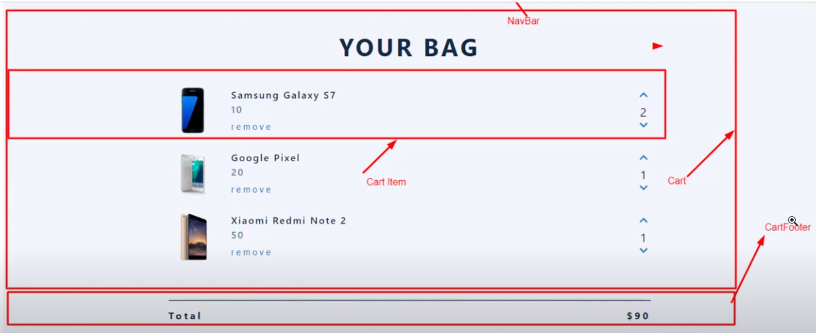 NavBar
YOUR BAG
Samsung Galaxy S7
10
remove
2
Cart Item
Google Pixel
20
remove
1
Cart
Xiaomi Redmi Note 2
50
remove
1
CartFooter
Total $90